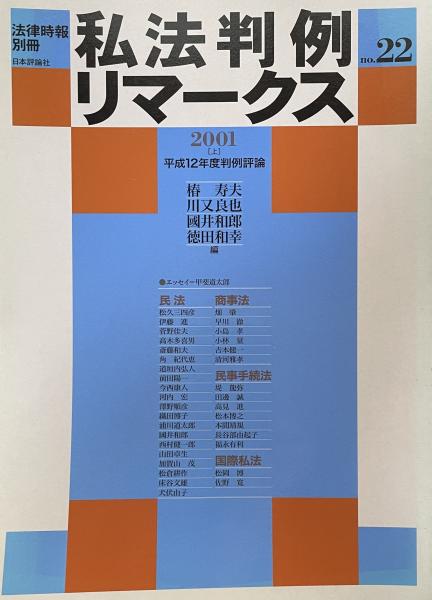 法律時報
別冊
日本評論社
私法判例
リマークス
no.22
2001
[上]
平成12年度判例評論
椿 寿夫
川又良也
國井和郎
徳田和幸
編
●エッセイ=甲斐道太郎
民法
松久三四彦
伊藤 進
菅野佳夫
高木多喜男
斎藤和夫
角 紀代恵
道垣内弘人
前田陽一
今西康人
河内 宏
澤野順彦
織田博子
浦川道太郎
國井和郎
西村健一郎
山田卓生
加賀山 茂
松倉耕作
床谷文雄
犬伏由子
商事法
畑 肇
早川 徹
小島 孝
小林 量
吉本健一
清河雅孝
民事手続法
堤 龍弥
田邊 誠
高見 進
松本博之
本間靖規
長谷部由起子
福永有利
国際私法
松岡 博
佐野 寛